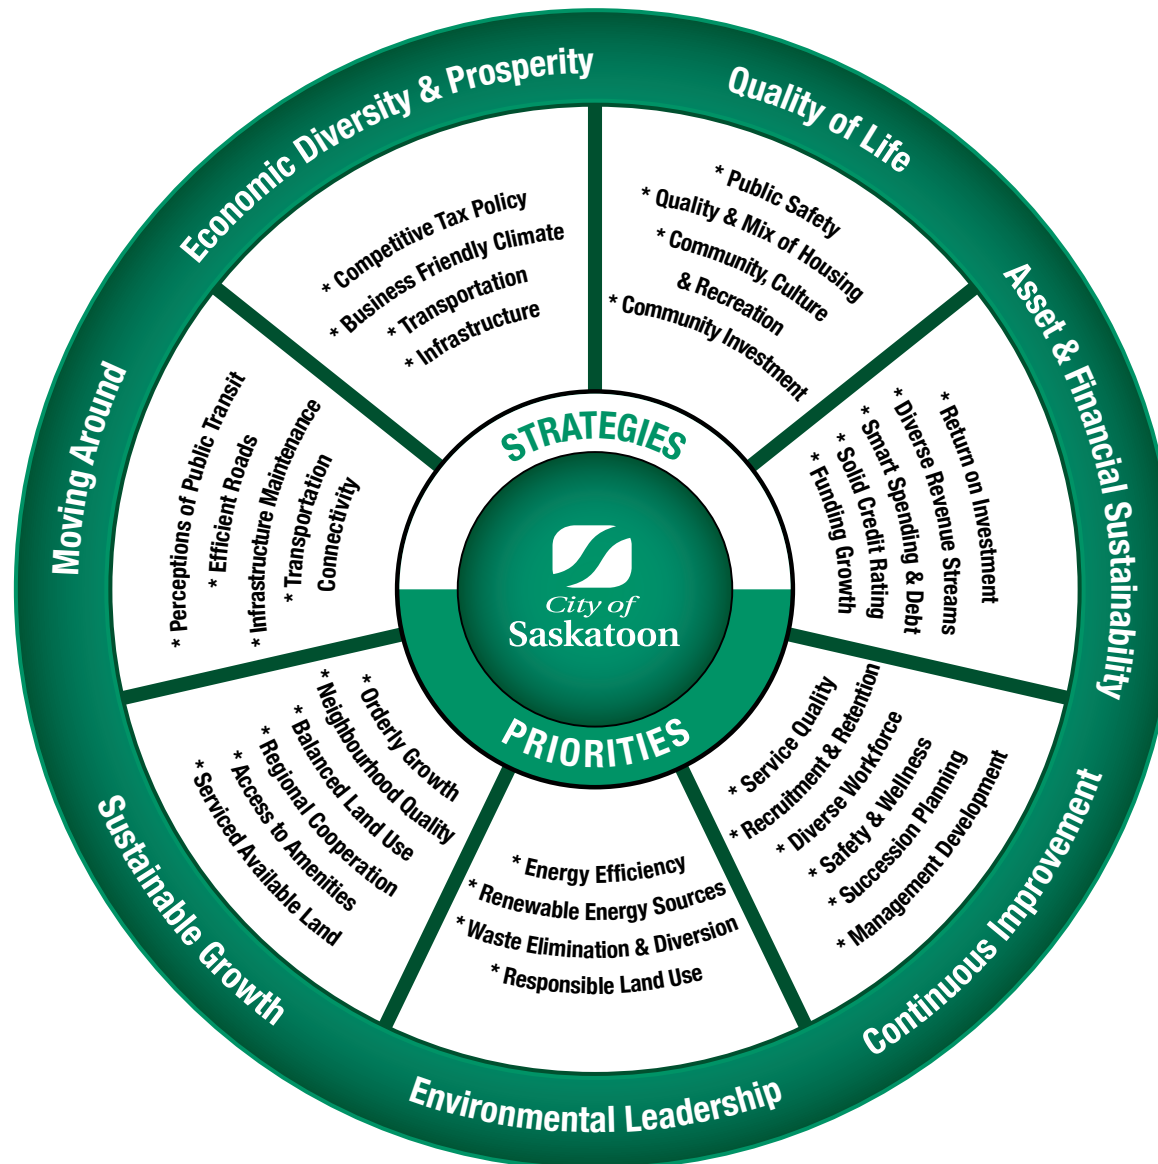 Economic Diversity & Prosperity
* Competitive Tax Policy
* Business Friendly Climate
* Transportation
* Infrastructure
Quality of Life
* Public Safety
* Quality & Mix of Housing
* Community, Culture
& Recreation
* Community Investment
Asset & Financial Sustainability
* Return on Investment
* Diverse Revenue Streams
* Smart Spending & Debt
* Solid Credit Rating
* Funding Growth
Continuous Improvement
* Service Quality
* Recruitment & Retention
* Diverse Workforce
* Safety & Wellness
* Succession Planning
* Management Development
Environmental Leadership
* Energy Efficiency
* Renewable Energy Sources
* Waste Elimination & Diversion
* Responsible Land Use
Sustainable Growth
* Orderly Growth
* Neighbourhood Quality
* Balanced Land Use
* Regional Cooperation
* Access to Amenities
* Serviced Available Land
Moving Around
* Perceptions of Public Transit
* Efficient Roads
* Infrastructure Maintenance
* Transportation
Connectivity
STRATEGIES
City of
Saskatoon
PRIORITIES